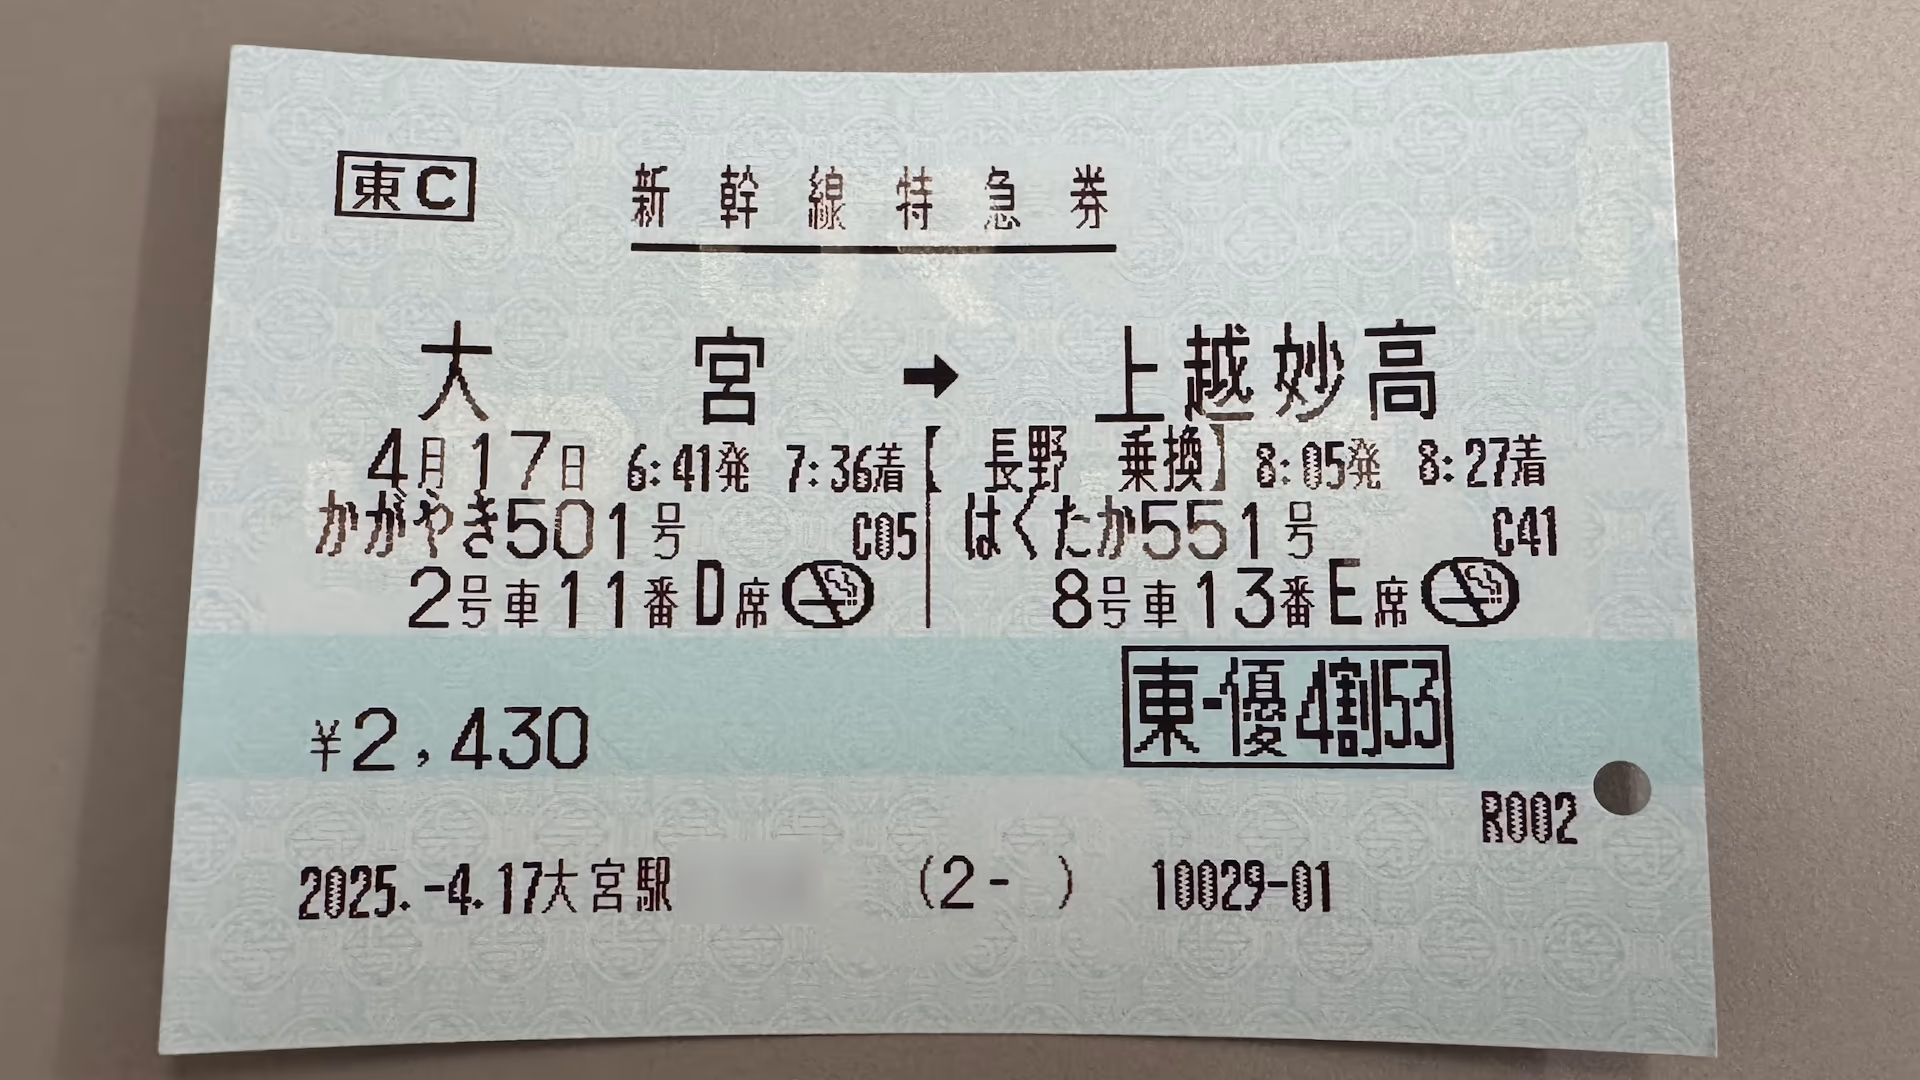 東C 新幹線特急券
大宮 → 上越妙高
4月17日 6:41発 7:36着【 長野 乗換】 8:05発 8:27着
かがやき501号 C05 はくたか551号 C41
2号車11番D席 8号車13番E席
¥2,430 東-優4割53
R002
2025.-4.17大宮駅 (2- ) 10029-01